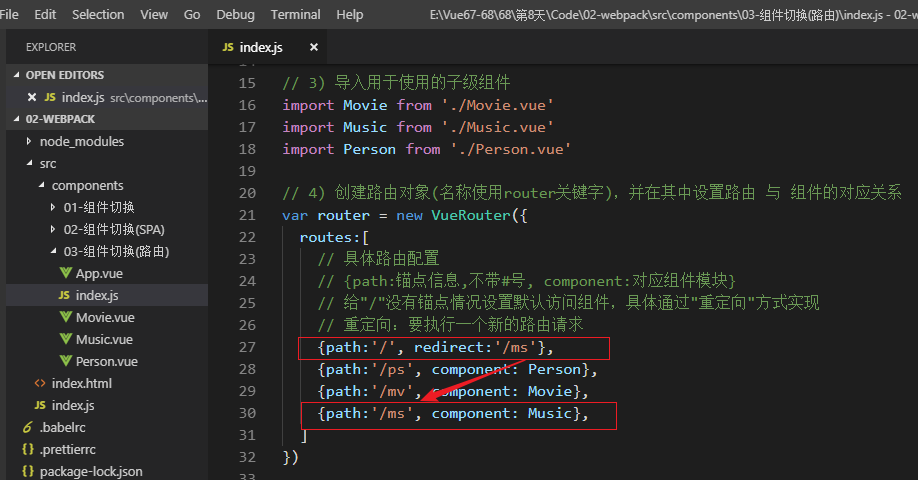 File Edit Selection View Go Debug Terminal Help E:\Vue67-68\68\第8天\Code\02-webpack\src\components\03-组件切换(路由)\index.js - 02-w
EXPLORER
JS index.js ×
OPEN EDITORS
× JS index.js src\components\...
02-WEBPACK
node_modules
src
components
01-组件切换
02-组件切换(SPA)
03-组件切换(路由)
App.vue
JS index.js
Movie.vue
Music.vue
Person.vue
<> index.html
JS index.js
.babelrc
{} .prettierrc
{} package-lock.json
15 // 3) 导入用于使用的子级组件
16 import Movie from './Movie.vue'
17 import Music from './Music.vue'
18 import Person from './Person.vue'
19
20 // 4) 创建路由对象(名称使用router关键字)，并在其中设置路由 与 组件的对应关系
21 var router = new VueRouter({
22 routes:[
23 // 具体路由配置
24 // {path:锚点信息,不带#号, component:对应组件模块}
25 // 给"/"没有锚点情况设置默认访问组件，具体通过"重定向"方式实现
26 // 重定向：要执行一个新的路由请求
27 {path:'/', redirect:'/ms'},
28 {path:'/ps', component: Person},
29 {path:'/mv', component: Movie},
30 {path:'/ms', component: Music},
31 ]
32 })